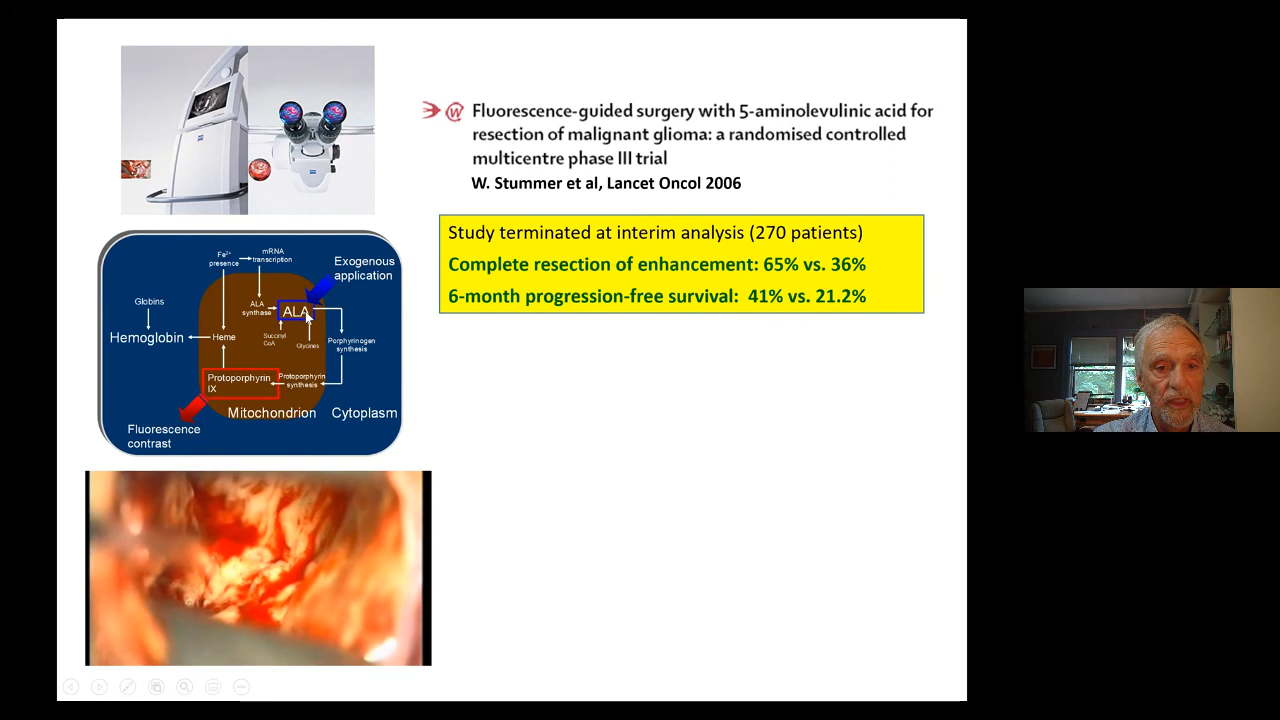 Fluorescence-guided surgery with 5-aminolevulinic acid for
resection of malignant glioma: a randomised controlled
multicentre phase III trial
W. Stummer et al, Lancet Oncol 2006
Study terminated at interim analysis (270 patients)
Complete resection of enhancement: 65% vs. 36%
6-month progression-free survival: 41% vs. 21.2%
Fe2+
presence
mRNA
transcription
Exogenous
application
Globins
ALA
synthase
ALA
Hemoglobin
Heme
Succinyl
CoA
Glycines
Porphyrinogen
synthesis
Protoporphyrin
IX
Protoporphyrin
synthesis
Mitochondrion
Cytoplasm
Fluorescence
contrast